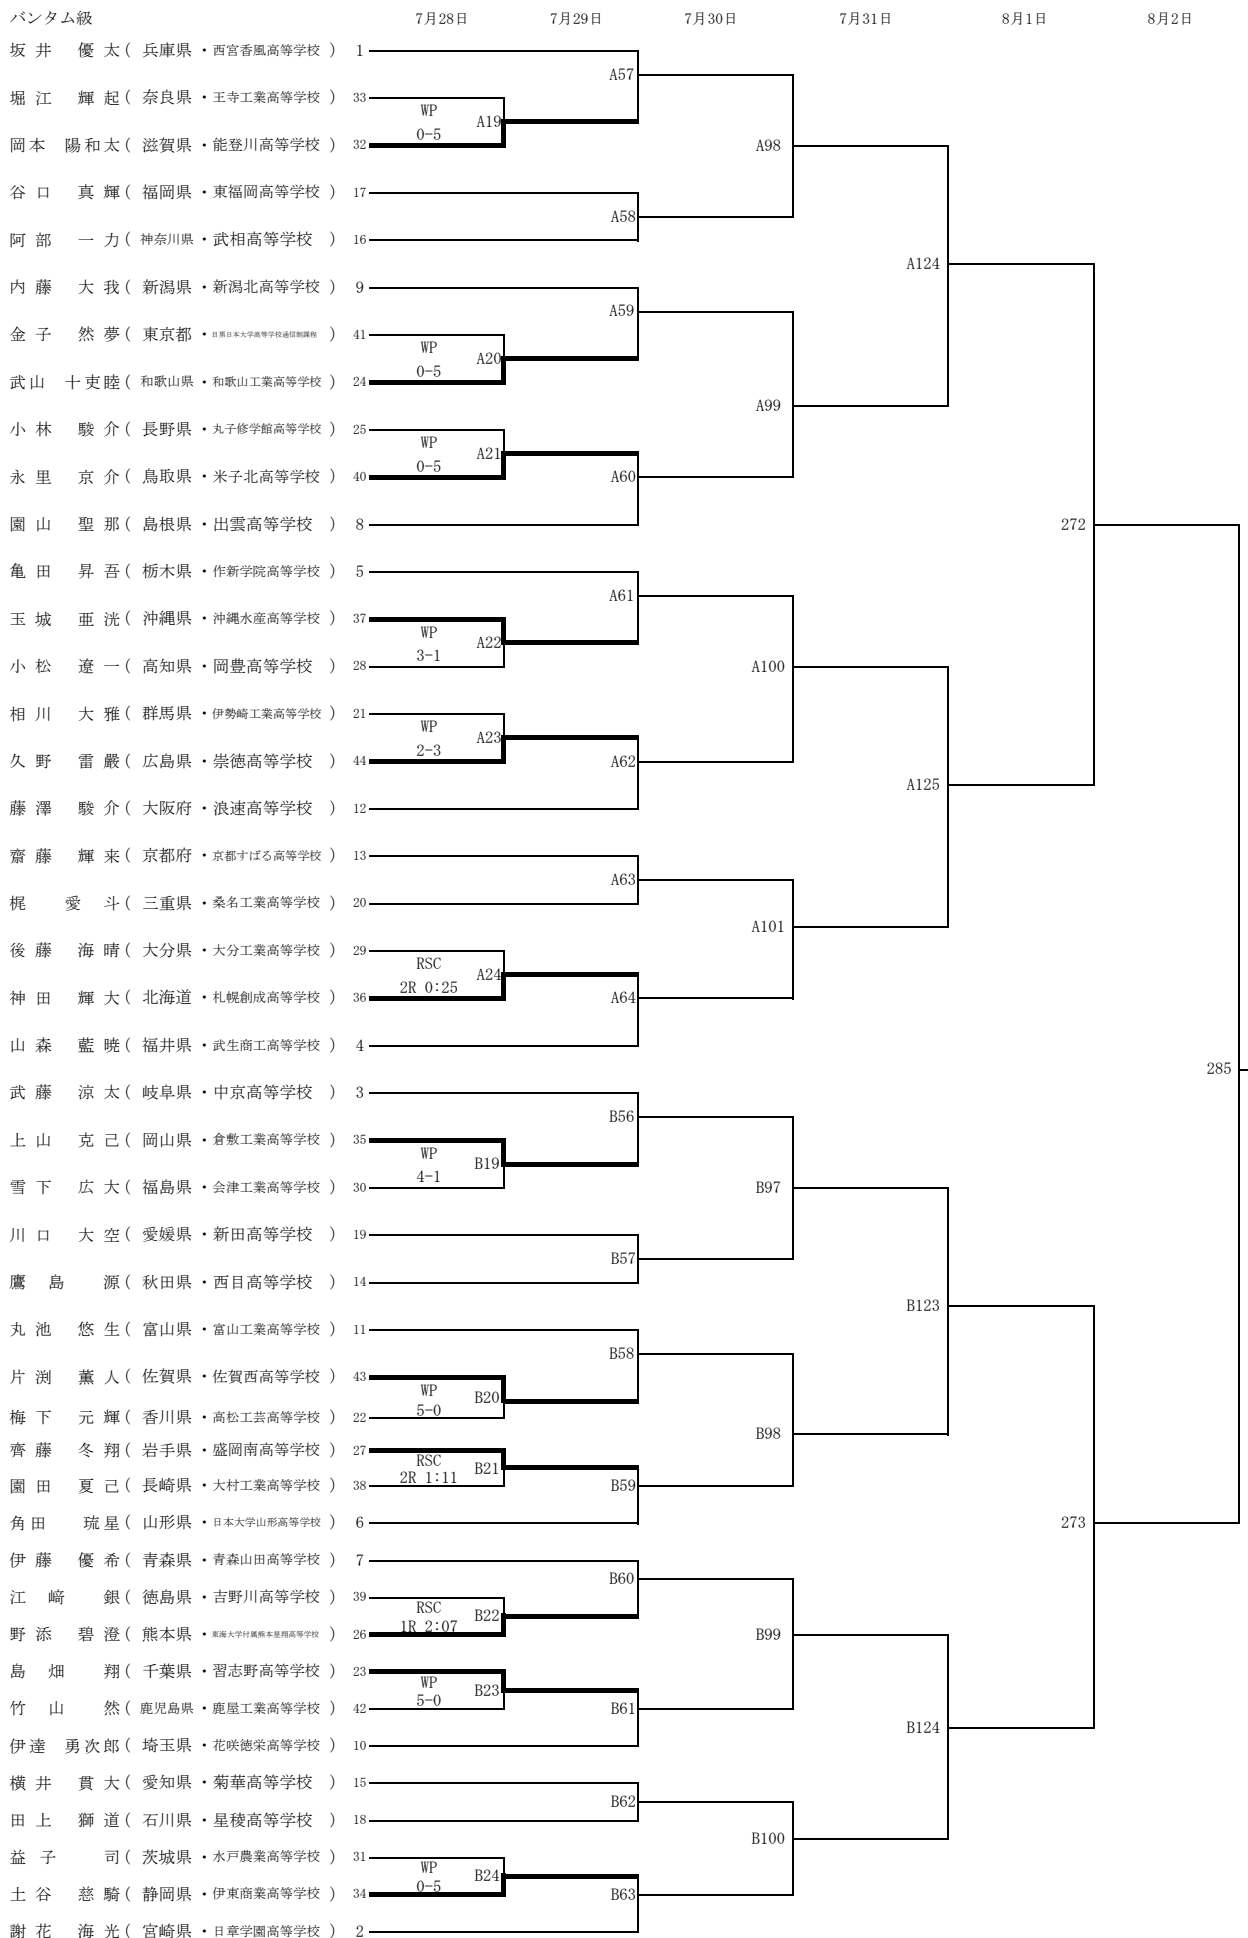 バンタム級 7月28日 7月29日 7月30日 7月31日 8月1日 8月2日
坂井 優太( 兵庫県・西宮香風高等学校 ) 1
A57
堀江 輝起( 奈良県・王寺工業高等学校 ) 33
WP
A19
0-5
岡本 陽和太( 滋賀県・能登川高等学校 ) 32
A98
谷口 真輝( 福岡県・東福岡高等学校 ) 17
A58
阿部 一力( 神奈川県・武相高等学校 ) 16
A124
内藤 大我( 新潟県・新潟北高等学校 ) 9
A59
金子 然夢( 東京都・目黒日本大学高等学校通信制課程 ) 41
WP
A20
0-5
武山 十吏睦( 和歌山県・和歌山工業高等学校 ) 24
A99
小林 駿介( 長野県・丸子修学館高等学校 ) 25
WP
A21
0-5
永里 京介( 鳥取県・米子北高等学校 ) 40
A60
園山 聖那( 島根県・出雲高等学校 ) 8
272
亀田 昇吾( 栃木県・作新学院高等学校 ) 5
A61
玉城 亜洸( 沖縄県・沖縄水産高等学校 ) 37
WP
A22
3-1
小松 遼一( 高知県・岡豊高等学校 ) 28
A100
相川 大雅( 群馬県・伊勢崎工業高等学校 ) 21
WP
A23
2-3
久野 雷嚴( 広島県・崇徳高等学校 ) 44
A62
A125
藤澤 駿介( 大阪府・浪速高等学校 ) 12
齋藤 輝来( 京都府・京都すばる高等学校 ) 13
A63
梶 愛斗( 三重県・桑名工業高等学校 ) 20
A101
後藤 海晴( 大分県・大分工業高等学校 ) 29
RSC
A24
2R 0:25
神田 輝大( 北海道・札幌創成高等学校 ) 36
A64
山森 藍暁( 福井県・武生商工高等学校 ) 4
285
武藤 涼太( 岐阜県・中京高等学校 ) 3
B56
上山 克己( 岡山県・倉敷工業高等学校 ) 35
WP
B19
4-1
雪下 広大( 福島県・会津工業高等学校 ) 30
B97
川口 大空( 愛媛県・新田高等学校 ) 19
B57
鷹島 源( 秋田県・西目高等学校 ) 14
B123
丸池 悠生( 富山県・富山工業高等学校 ) 11
B58
片渕 薫人( 佐賀県・佐賀西高等学校 ) 43
WP
B20
5-0
梅下 元輝( 香川県・高松工芸高等学校 ) 22
B98
齊藤 冬翔( 岩手県・盛岡南高等学校 ) 27
RSC
B21
2R 1:11
園田 夏己( 長崎県・大村工業高等学校 ) 38
B59
角田 琉星( 山形県・日本大学山形高等学校 ) 6
273
伊藤 優希( 青森県・青森山田高等学校 ) 7
B60
江﨑 銀( 徳島県・吉野川高等学校 ) 39
RSC
B22
1R 2:07
野添 碧澄( 熊本県・東海大学付属熊本星翔高等学校 ) 26
B99
島畑 翔( 千葉県・習志野高等学校 ) 23
WP
B23
5-0
竹山 然( 鹿児島県・鹿屋工業高等学校 ) 42
B61
B124
伊達 勇次郎( 埼玉県・花咲徳栄高等学校 ) 10
横井 貫大( 愛知県・菊華高等学校 ) 15
B62
田上 獅道( 石川県・星稜高等学校 ) 18
B100
益子 司( 茨城県・水戸農業高等学校 ) 31
WP
B24
0-5
土谷 慈騎( 静岡県・伊東商業高等学校 ) 34
B63
謝花 海光( 宮崎県・日章学園高等学校 ) 2